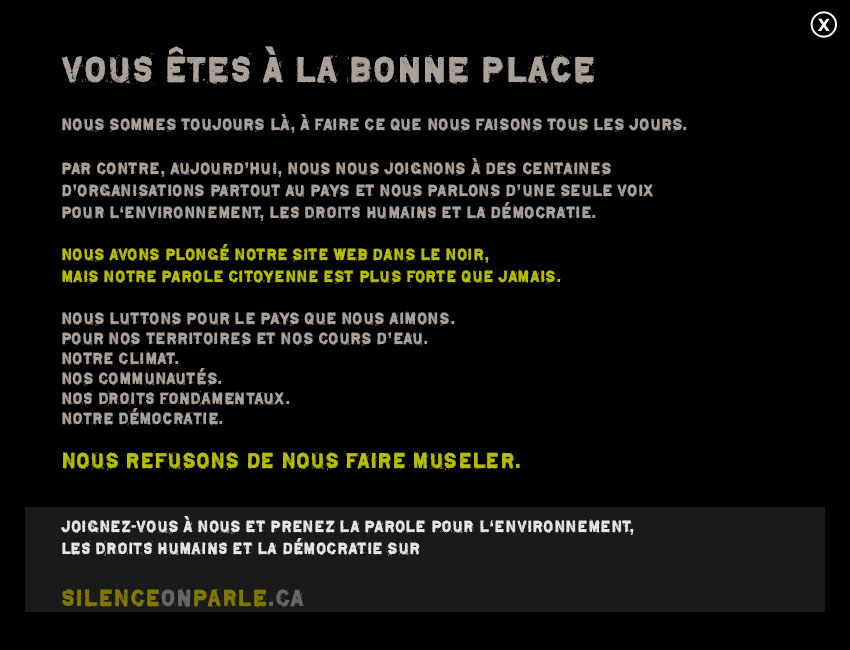 VOUS ÊTES À LA BONNE PLACE
NOUS SOMMES TOUJOURS LÀ, À FAIRE CE QUE NOUS FAISONS TOUS LES JOURS.
PAR CONTRE, AUJOURD'HUI, NOUS NOUS JOIGNONS À DES CENTAINES
D'ORGANISATIONS PARTOUT AU PAYS ET NOUS PARLONS D'UNE SEULE VOIX
POUR L'ENVIRONNEMENT, LES DROITS HUMAINS ET LA DÉMOCRATIE.
NOUS AVONS PLONGÉ NOTRE SITE WEB DANS LE NOIR,
MAIS NOTRE PAROLE CITOYENNE EST PLUS FORTE QUE JAMAIS.
NOUS LUTTONS POUR LE PAYS QUE NOUS AIMONS.
POUR NOS TERRITOIRES ET NOS COURS D'EAU.
NOTRE CLIMAT.
NOS COMMUNAUTÉS.
NOS DROITS FONDAMENTAUX.
NOTRE DÉMOCRATIE.
NOUS REFUSONS DE NOUS FAIRE MUSELER.
JOIGNEZ-VOUS À NOUS ET PRENEZ LA PAROLE POUR L'ENVIRONNEMENT,
LES DROITS HUMAINS ET LA DÉMOCRATIE SUR
SILENCEONPARLE.CA